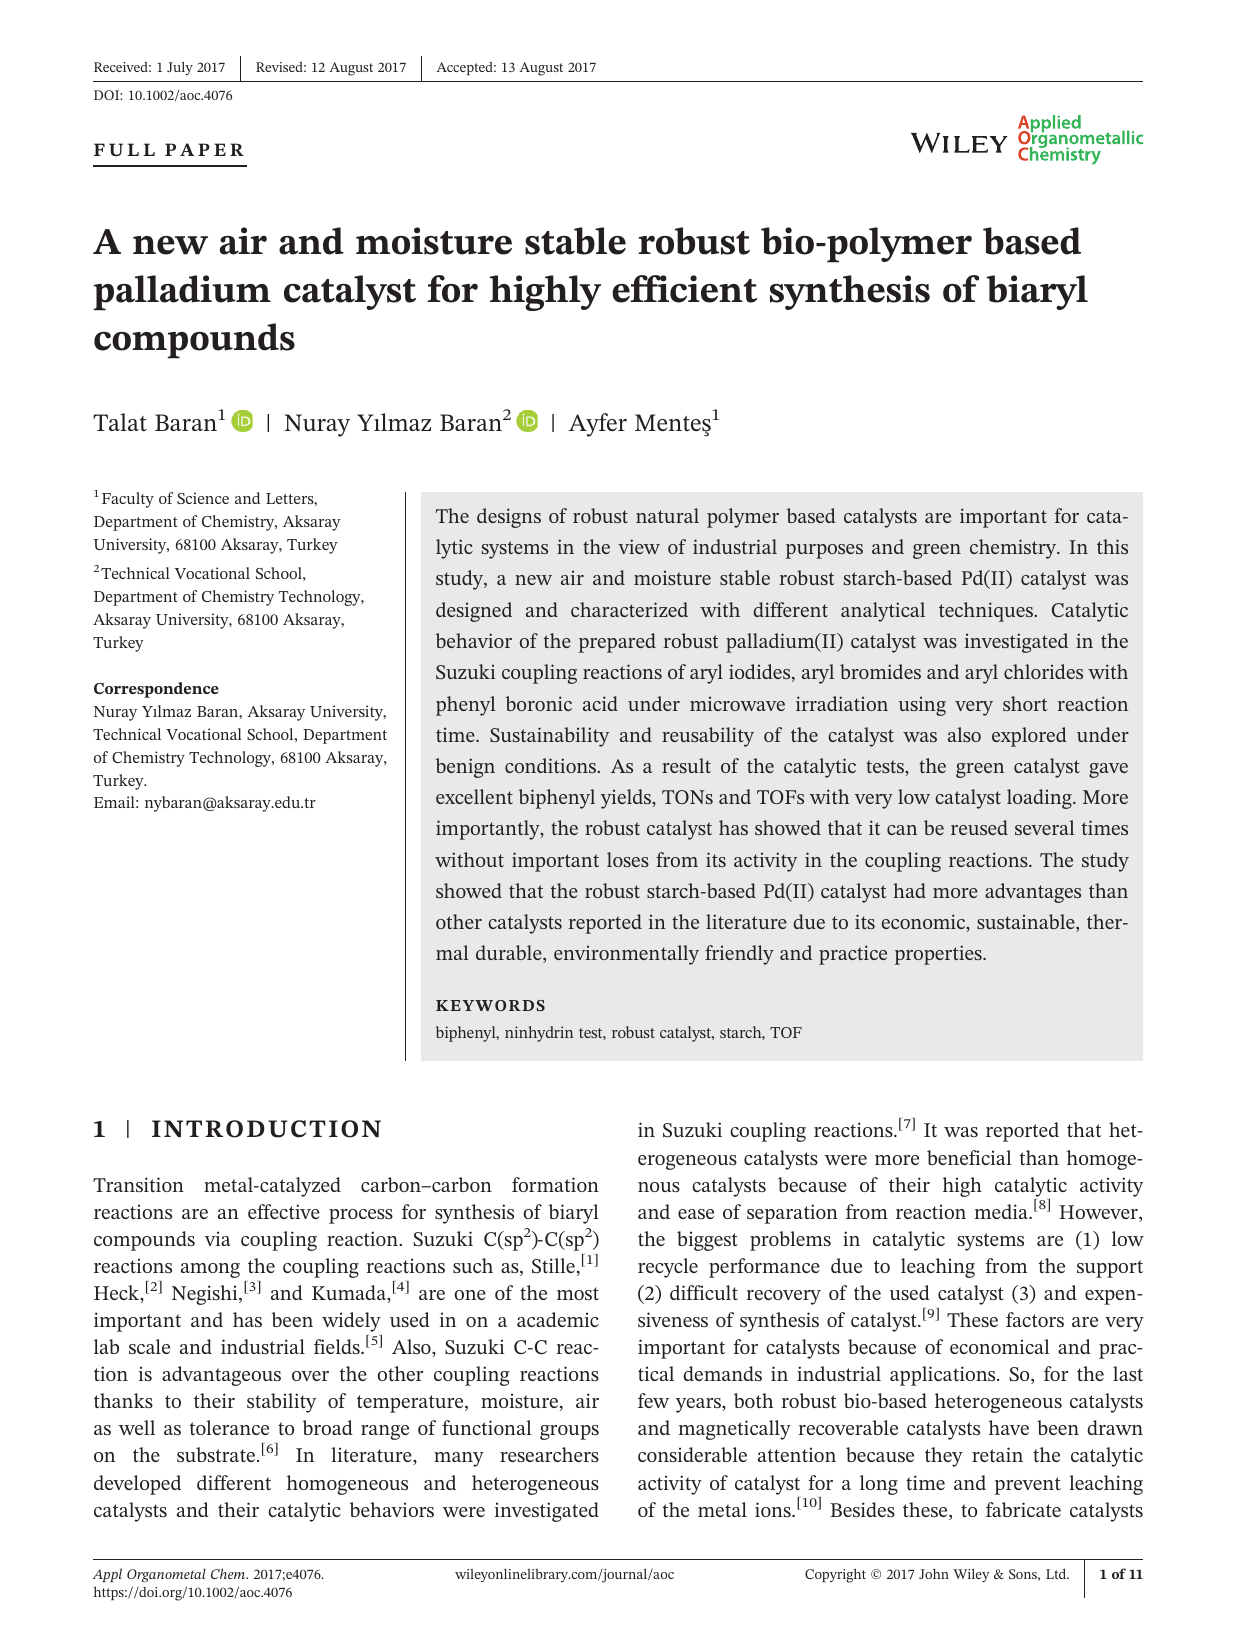 Received: 1 July 2017 | Revised: 12 August 2017 | Accepted: 13 August 2017
DOI: 10.1002/aoc.4076
FULL PAPER
WILEY
Applied
Organometallic
Chemistry
A new air and moisture stable robust bio-polymer based
palladium catalyst for highly efficient synthesis of biaryl
compounds
Talat Baran1 iD | Nuray Yılmaz Baran2 iD | Ayfer Menteş1
1Faculty of Science and Letters,
Department of Chemistry, Aksaray
University, 68100 Aksaray, Turkey
2Technical Vocational School,
Department of Chemistry Technology,
Aksaray University, 68100 Aksaray,
Turkey
Correspondence
Nuray Yılmaz Baran, Aksaray University,
Technical Vocational School, Department
of Chemistry Technology, 68100 Aksaray,
Turkey.
Email: nybaran@aksaray.edu.tr
The designs of robust natural polymer based catalysts are important for cata-
lytic systems in the view of industrial purposes and green chemistry. In this
study, a new air and moisture stable robust starch-based Pd(II) catalyst was
designed and characterized with different analytical techniques. Catalytic
behavior of the prepared robust palladium(II) catalyst was investigated in the
Suzuki coupling reactions of aryl iodides, aryl bromides and aryl chlorides with
phenyl boronic acid under microwave irradiation using very short reaction
time. Sustainability and reusability of the catalyst was also explored under
benign conditions. As a result of the catalytic tests, the green catalyst gave
excellent biphenyl yields, TONs and TOFs with very low catalyst loading. More
importantly, the robust catalyst has showed that it can be reused several times
without important loses from its activity in the coupling reactions. The study
showed that the robust starch-based Pd(II) catalyst had more advantages than
other catalysts reported in the literature due to its economic, sustainable, ther-
mal durable, environmentally friendly and practice properties.
KEYWORDS
biphenyl, ninhydrin test, robust catalyst, starch, TOF
1 | INTRODUCTION
Transition metal-catalyzed carbon–carbon formation
reactions are an effective process for synthesis of biaryl
compounds via coupling reaction. Suzuki C(sp2)-C(sp2)
reactions among the coupling reactions such as, Stille,[1]
Heck,[2] Negishi,[3] and Kumada,[4] are one of the most
important and has been widely used in on a academic
lab scale and industrial fields.[5] Also, Suzuki C-C reac-
tion is advantageous over the other coupling reactions
thanks to their stability of temperature, moisture, air
as well as tolerance to broad range of functional groups
on the substrate.[6] In literature, many researchers
developed different homogeneous and heterogeneous
catalysts and their catalytic behaviors were investigated
in Suzuki coupling reactions.[7] It was reported that het-
erogeneous catalysts were more beneficial than homoge-
nous catalysts because of their high catalytic activity
and ease of separation from reaction media.[8] However,
the biggest problems in catalytic systems are (1) low
recycle performance due to leaching from the support
(2) difficult recovery of the used catalyst (3) and expen-
siveness of synthesis of catalyst.[9] These factors are very
important for catalysts because of economical and prac-
tical demands in industrial applications. So, for the last
few years, both robust bio-based heterogeneous catalysts
and magnetically recoverable catalysts have been drawn
considerable attention because they retain the catalytic
activity of catalyst for a long time and prevent leaching
of the metal ions.[10] Besides these, to fabricate catalysts
Appl Organometal Chem. 2017;e4076.
https://doi.org/10.1002/aoc.4076
wileyonlinelibrary.com/journal/aoc
Copyright © 2017 John Wiley & Sons, Ltd.
1 of 11